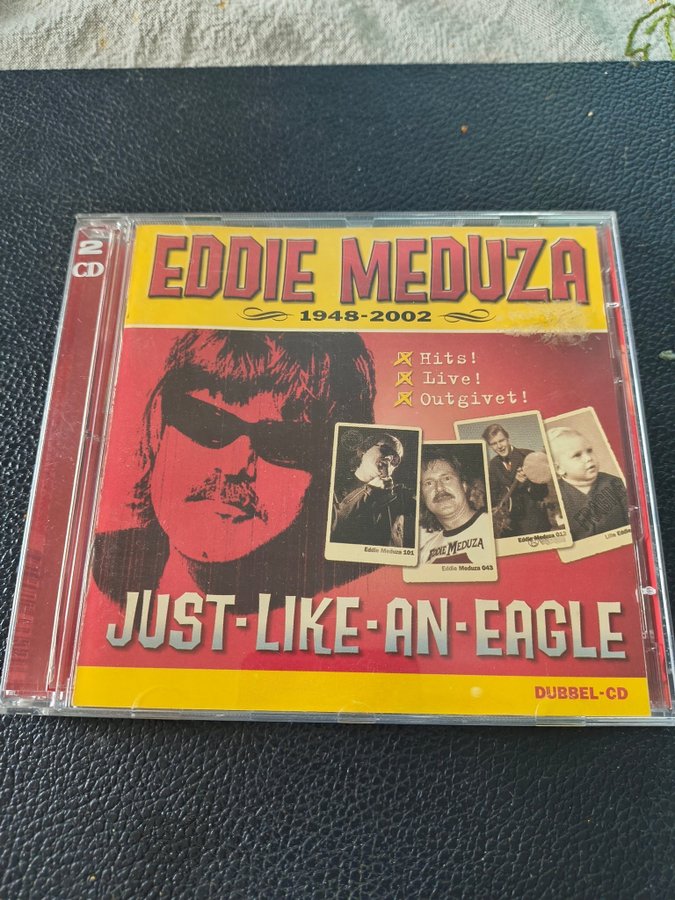 2
CD
EDDIE MEDUZA
1948-2002
Hits!
Live!
Outgivet!
Eddie Meduza 101
EDDIE MEDUZA
Eddie Meduza 043
Eddie Meduza 012
Lille Eddie
JUST-LIKE-AN-EAGLE
DUBBEL-CD